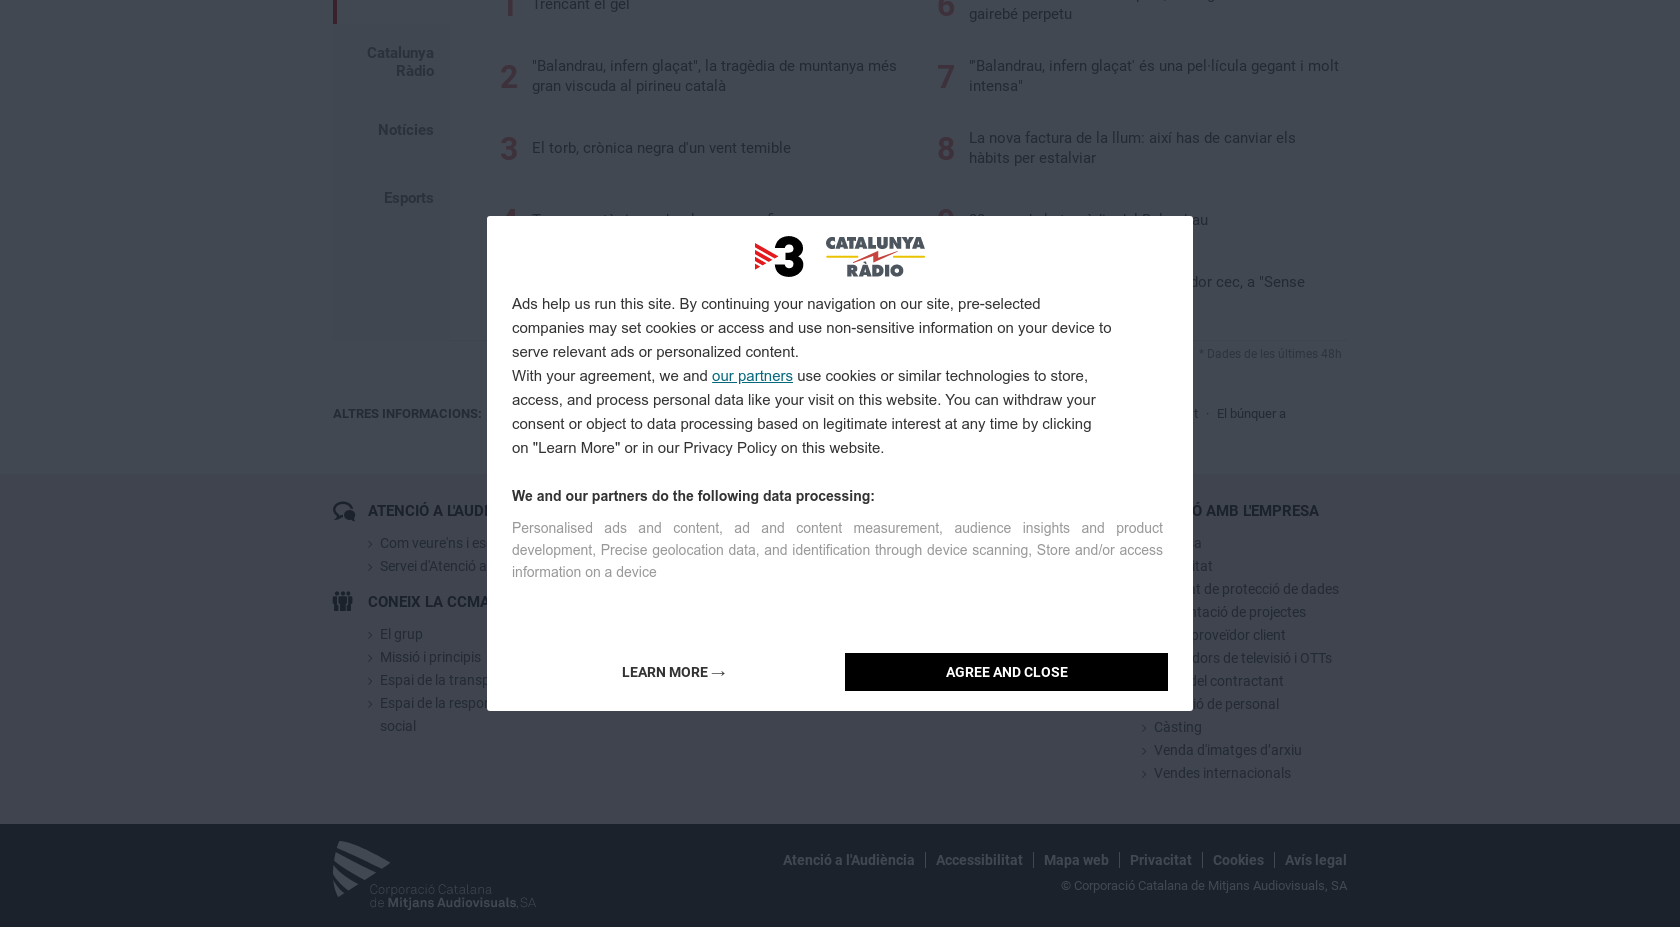 1
Trencant el gel
6
gairebé perpetu
Catalunya
Ràdio
2
"Balandrau, infern glaçat", la tragèdia de muntanya més
gran viscuda al pirineu català
7
"'Balandrau, infern glaçat' és una pel·lícula gegant i molt
intensa"
Notícies
3
El torb, crònica negra d'un vent temible
8
La nova factura de la llum: així has de canviar els
hàbits per estalviar
Esports
dor cec, a "Sense
* Dades de les últimes 48h
ALTRES INFORMACIONS:
El búnquer a
3
CATALUNYA
RÀDIO
Ads help us run this site. By continuing your navigation on our site, pre-selected
companies may set cookies or access and use non-sensitive information on your device to
serve relevant ads or personalized content.
With your agreement, we and our partners use cookies or similar technologies to store,
access, and process personal data like your visit on this website. You can withdraw your
consent or object to data processing based on legitimate interest at any time by clicking
on "Learn More" or in our Privacy Policy on this website.
We and our partners do the following data processing:
Personalised ads and content, ad and content measurement, audience insights and product
development, Precise geolocation data, and identification through device scanning, Store and/or access
information on a device
LEARN MORE →
AGREE AND CLOSE
ATENCIÓ A L'AUDI
Com veure'ns i es
Servei d'Atenció a
CONEIX LA CCMA
El grup
Missió i principis
Espai de la transp
Espai de la respon
social
Ó AMB L'EMPRESA
t de protecció de dades
tació de projectes
proveïdor client
dors de televisió i OTTs
del contractant
ó de personal
Càsting
Venda d'imatges d'arxiu
Vendes internacionals
Corporació Catalana
de Mitjans Audiovisuals, SA
Atenció a l'Audiència | Accessibilitat | Mapa web | Privacitat | Cookies | Avís legal
© Corporació Catalana de Mitjans Audiovisuals, SA